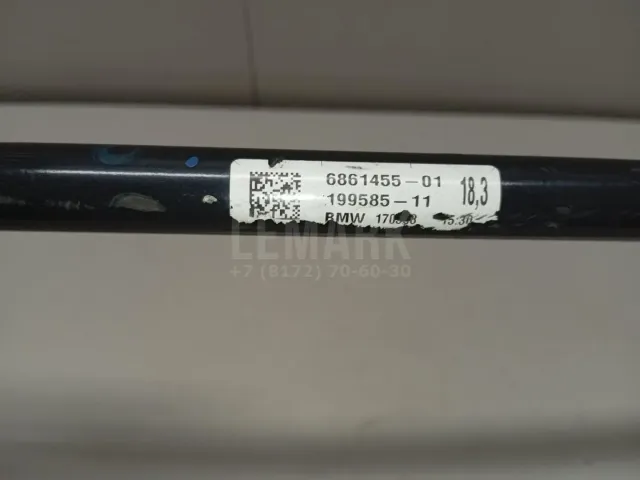 6861455-01
18,3
199585-11
BMW
LEMARK
+7 (8172) 70-60-30